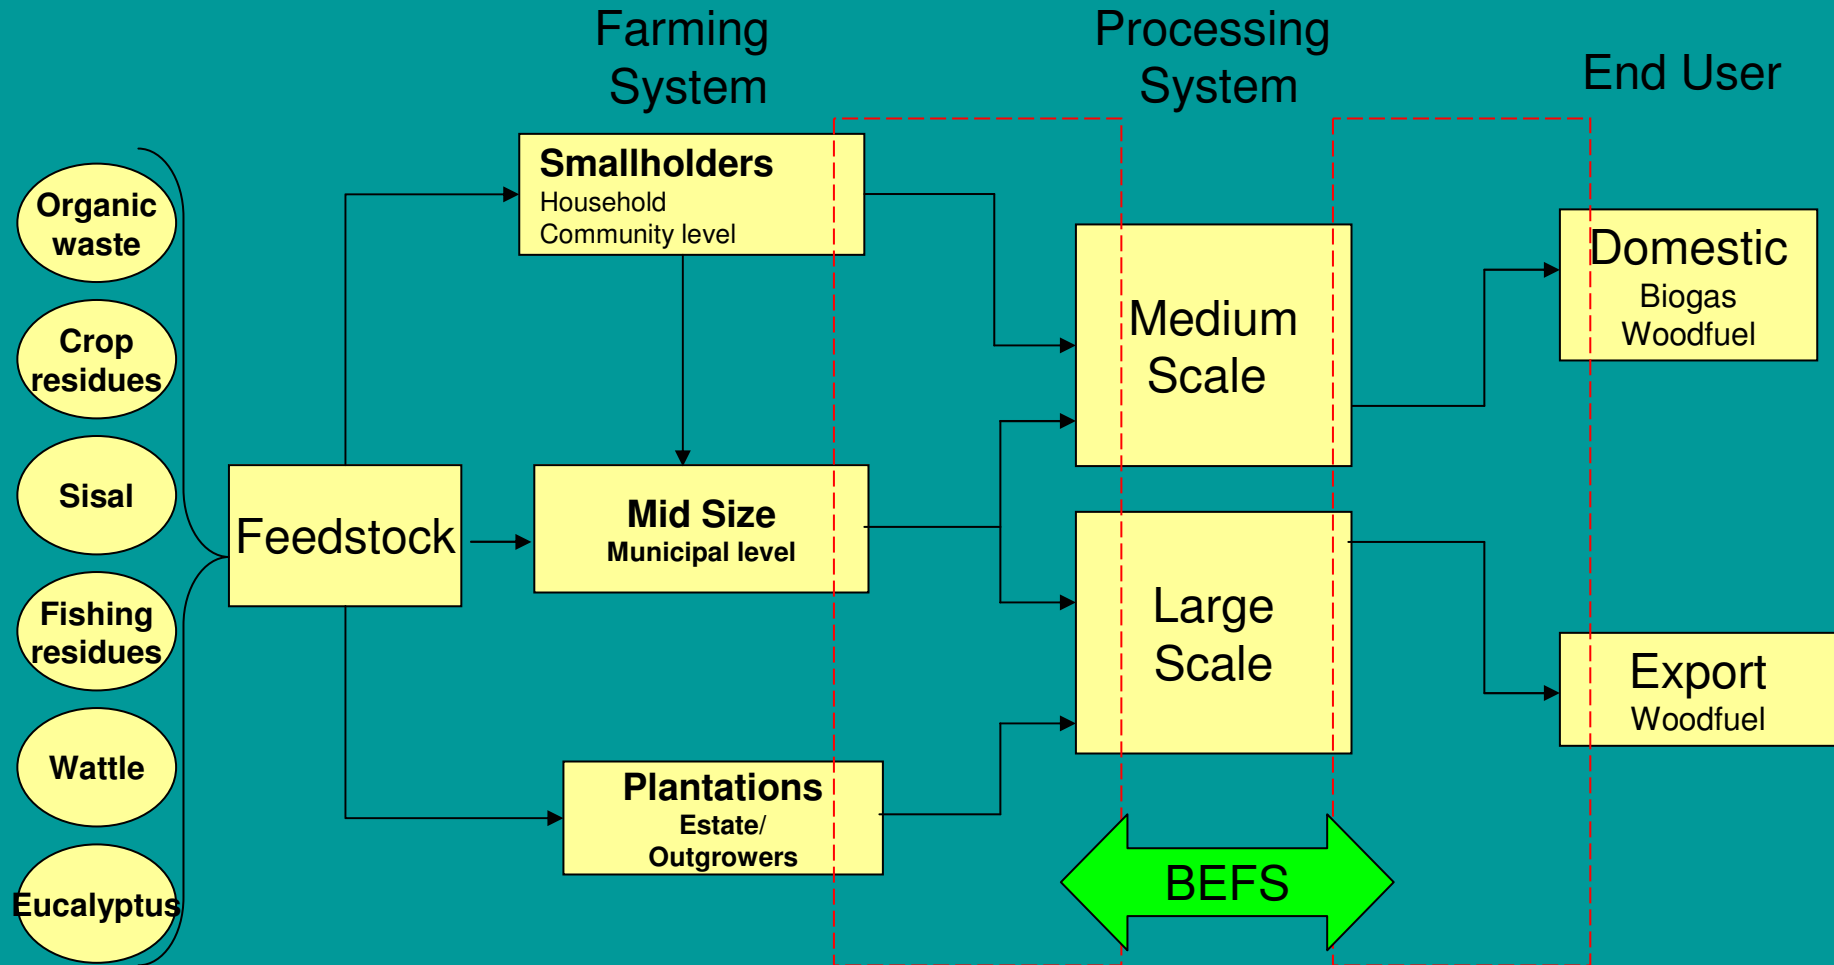 Farming
System
Processing
System
End User
Organic
waste
Crop
residues
Sisal
Fishing
residues
Wattle
Eucalyptus
Feedstock
Smallholders
Household
Community level
Mid Size
Municipal level
Plantations
Estate/
Outgrowers
Medium
Scale
Large
Scale
BEFS
Domestic
Biogas
Woodfuel
Export
Woodfuel